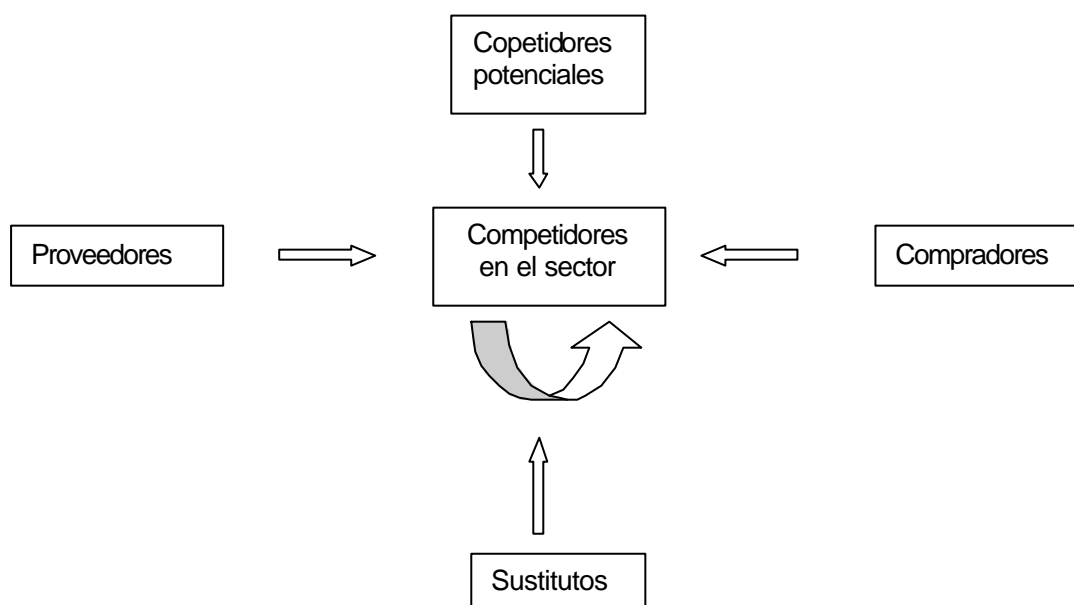 Copetidores
potenciales
Proveedores
Competidores
en el sector
Compradores
Sustitutos